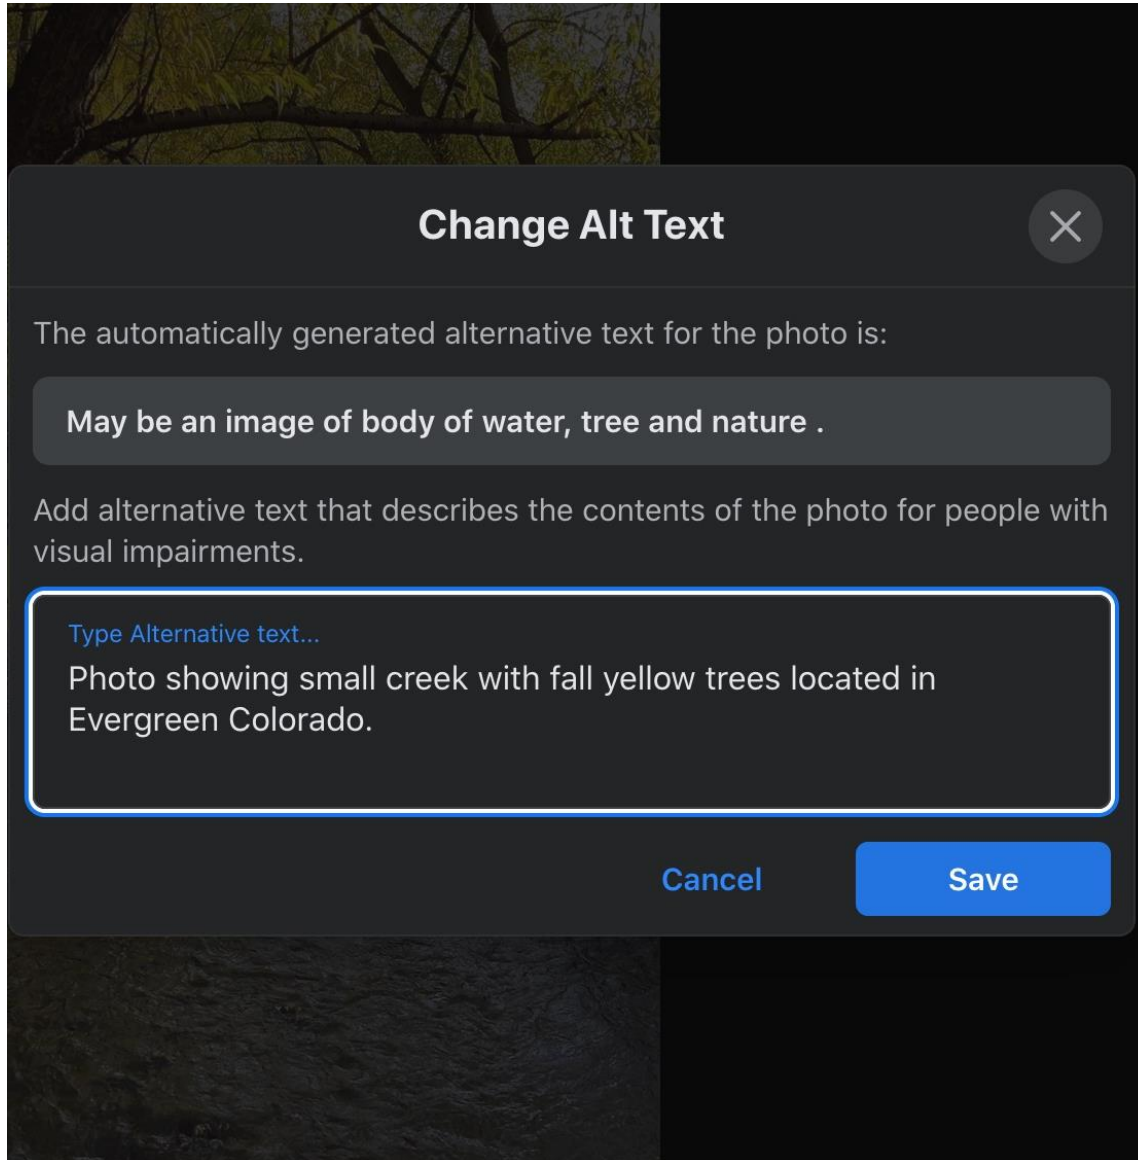 Change Alt Text
The automatically generated alternative text for the photo is:
May be an image of body of water, tree and nature .
Add alternative text that describes the contents of the photo for people with
visual impairments.
Type Alternative text...
Photo showing small creek with fall yellow trees located in
Evergreen Colorado.
Cancel
Save